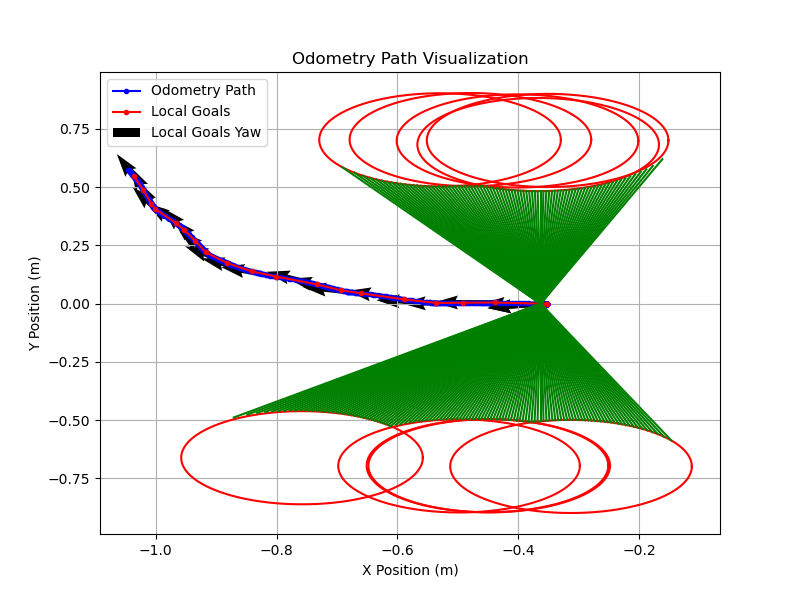 Odometry Path Visualization
Odometry Path
Local Goals
Local Goals Yaw
Y Position (m)
0.75
0.50
0.25
0.00
−0.25
−0.50
−0.75
−1.0
−0.8
−0.6
−0.4
−0.2
X Position (m)